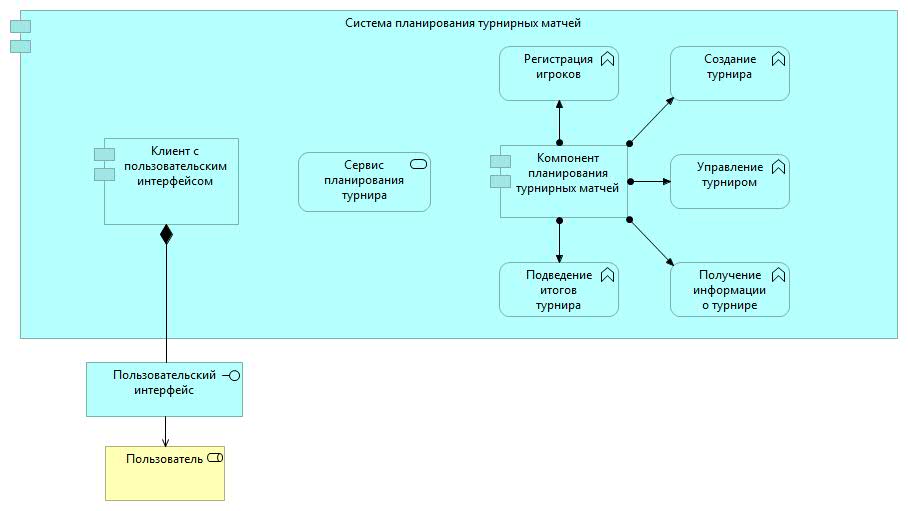 Система планирования турнирных матчей
Регистрация
игроков
Создание
турнира
Клиент с
пользовательским
интерфейсом
Сервис
планирования
турнира
Компонент
планирования
турнирных матчей
Управление
турниром
Подведение
итогов
турнира
Получение
информации
о турнире
Пользовательский
интерфейс
Пользователь